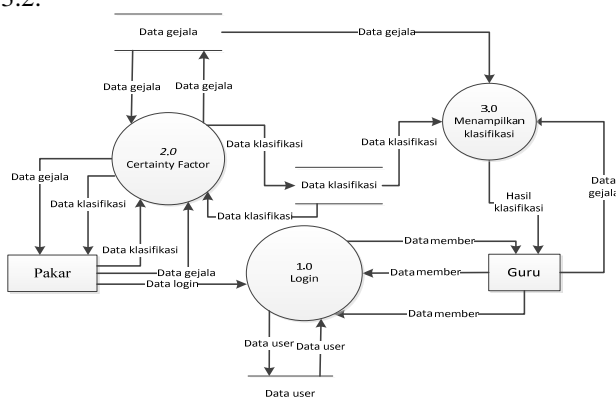 3.2.
Data gejala
Data gejala
Data gejala
Data gejala
2.0
Certainty Factor
3.0
Menampilkan
klasifikasi
Data klasifikasi
Data klasifikasi
Data gejala
Data klasifikasi
Data klasifikasi
Data klasifikasi
Data klasifikasi
Hasil
klasifikasi
Data
gejala
Pakar
Data gejala
Data login
1.0
Login
Data member
Data member
Data member
Guru
Data user
Data user
Data user